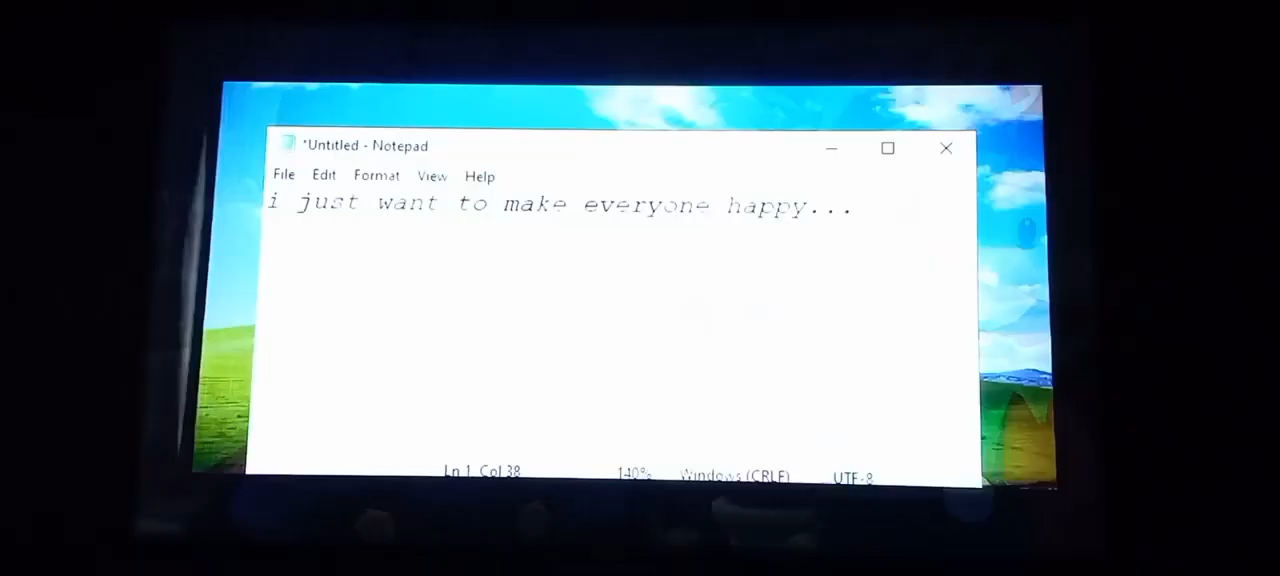 *Untitled - Notepad
File Edit Format View Help
i just want to make everyone happy...
Ln 1, Col 38 140% Windows (CRLF) UTF-8